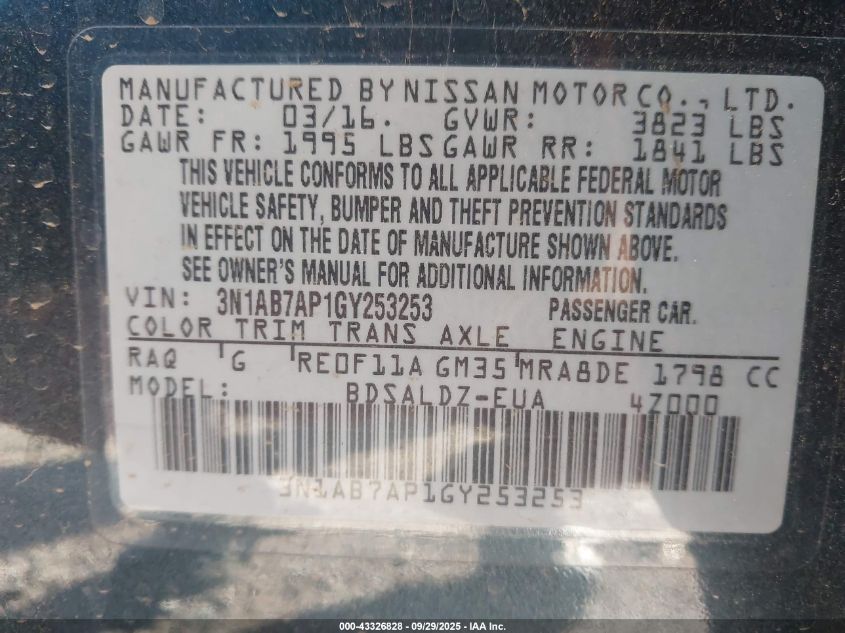 MANUFACTURED BY NISSAN MOTOR CO., LTD.
DATE: 03/16. GVWR: 3823 LBS
GAWR FR: 1995 LBS GAWR RR: 1841 LBS
THIS VEHICLE CONFORMS TO ALL APPLICABLE FEDERAL MOTOR
VEHICLE SAFETY, BUMPER AND THEFT PREVENTION STANDARDS
IN EFFECT ON THE DATE OF MANUFACTURE SHOWN ABOVE.
SEE OWNER'S MANUAL FOR ADDITIONAL INFORMATION.
VIN: 3N1AB7AP1GY253253 PASSENGER CAR.
COLOR TRIM TRANS AXLE ENGINE
RAQ G RE0F11A GM35 MRA8DE 1798 CC
MODEL: BDSALDZ-EUA 4Z000
3N1AB7AP1GY253253
000-43326828 - 09/29/2025 - IAA Inc.